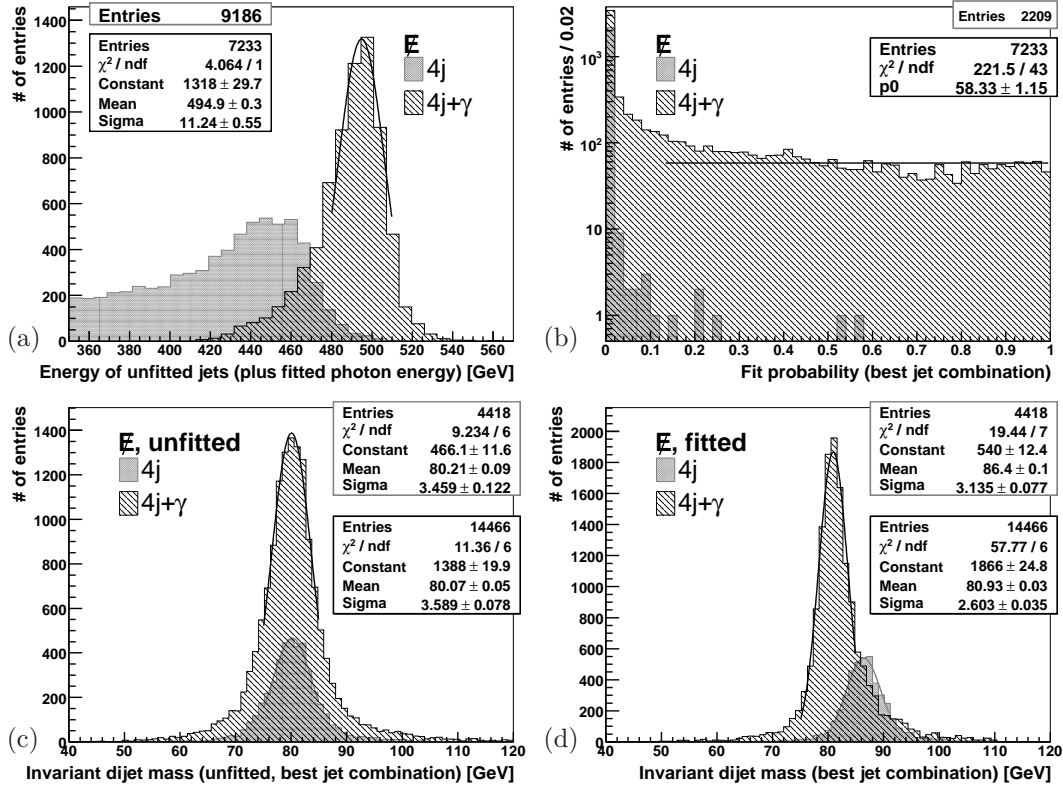 # of entries
1400
1200
1000
800
600
400
200
0
Entries 9186
Entries 7233
χ² / ndf 4.064 / 1
Constant 1318 ± 29.7
Mean 494.9 ± 0.3
Sigma 11.24 ± 0.55
E̸
4j
4j+γ
(a)
360 380 400 420 440 460 480 500 520 540 560
Energy of unfitted jets (plus fitted photon energy) [GeV]
# of entries / 0.02
10³
10²
10
1
Entries 2209
Entries 7233
χ² / ndf 221.5 / 43
p0 58.33 ± 1.15
E̸
4j
4j+γ
(b)
0 0.1 0.2 0.3 0.4 0.5 0.6 0.7 0.8 0.9 1
Fit probability (best jet combination)
# of entries
1400
1200
1000
800
600
400
200
0
E̸, unfitted
4j
4j+γ
Entries 4418
χ² / ndf 9.234 / 6
Constant 466.1 ± 11.6
Mean 80.21 ± 0.09
Sigma 3.459 ± 0.122
Entries 14466
χ² / ndf 11.36 / 6
Constant 1388 ± 19.9
Mean 80.07 ± 0.05
Sigma 3.589 ± 0.078
(c)
40 50 60 70 80 90 100 110 120
Invariant dijet mass (unfitted, best jet combination) [GeV]
# of entries
2000
1800
1600
1400
1200
1000
800
600
400
200
0
E̸, fitted
4j
4j+γ
Entries 4418
χ² / ndf 19.44 / 7
Constant 540 ± 12.4
Mean 86.4 ± 0.1
Sigma 3.135 ± 0.077
Entries 14466
χ² / ndf 57.77 / 6
Constant 1866 ± 24.8
Mean 80.93 ± 0.03
Sigma 2.603 ± 0.035
(d)
40 50 60 70 80 90 100 110 120
Invariant dijet mass (best jet combination) [GeV]